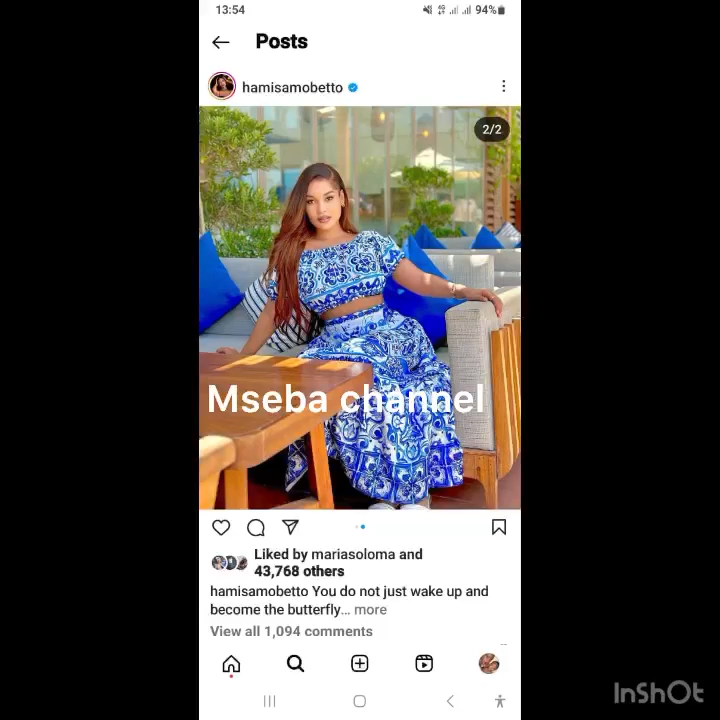 13:54
4G
94%
Posts
hamisamobetto
2/2
Mseba channel
Liked by mariasoloma and
43,768 others
hamisamobetto You do not just wake up and
become the butterfly... more
View all 1,094 comments
InShOt